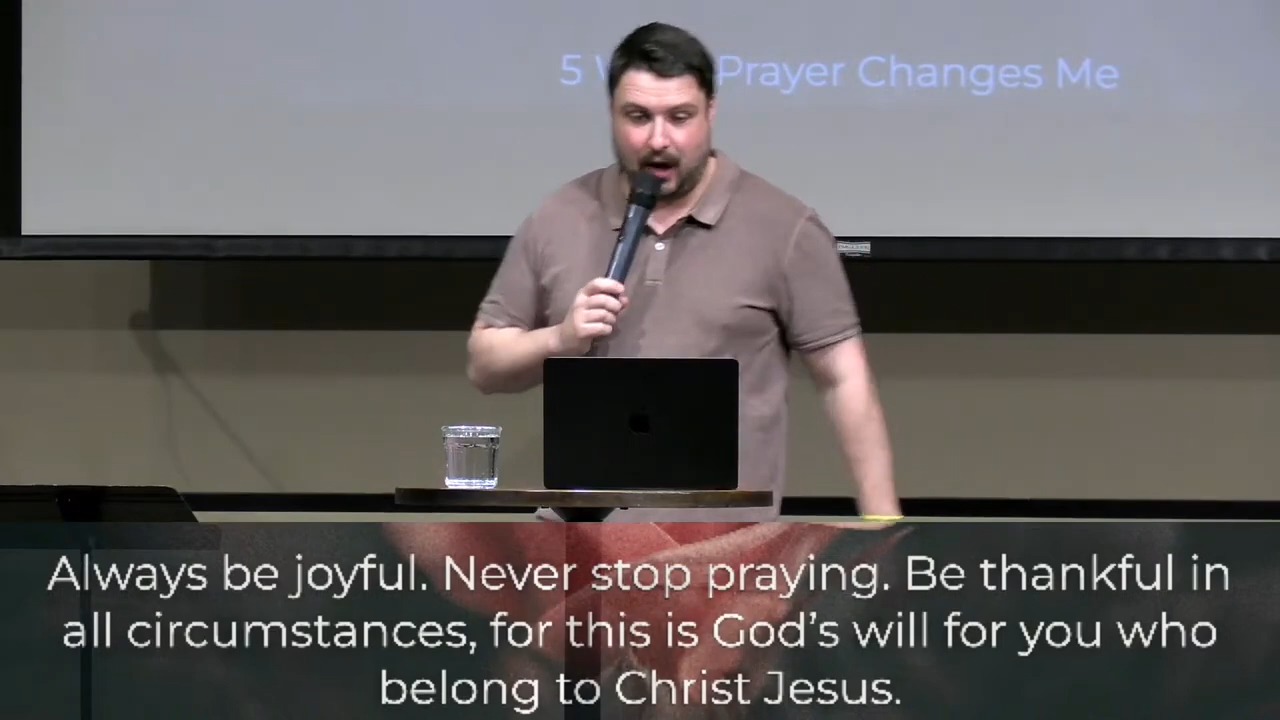 5 W Prayer Changes Me
Always be joyful. Never stop praying. Be thankful in
all circumstances, for this is God's will for you who
belong to Christ Jesus.